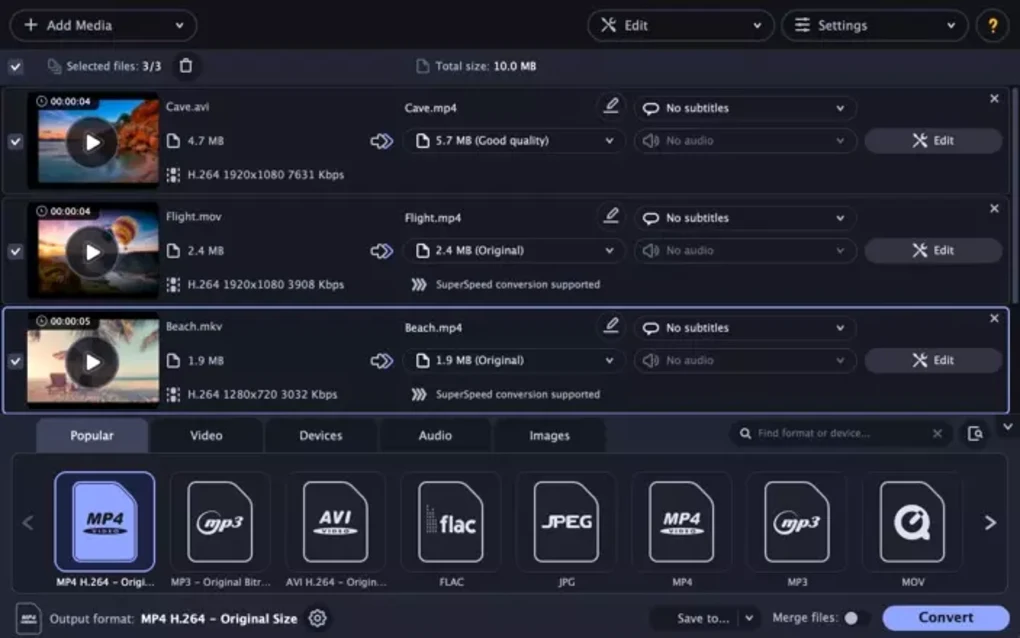 Add Media
Edit
Settings
?
Selected files: 3/3
Total size: 10.0 MB
00:00:04
Cave.avi
Cave.mp4
No subtitles
4.7 MB
5.7 MB (Good quality)
No audio
Edit
H.264 1920x1080 7631 Kbps
00:00:04
Flight.mov
Flight.mp4
No subtitles
2.4 MB
2.4 MB (Original)
No audio
Edit
H.264 1920x1080 3908 Kbps
SuperSpeed conversion supported
00:00:05
Beach.mkv
Beach.mp4
No subtitles
1.9 MB
1.9 MB (Original)
No audio
Edit
H.264 1280x720 3032 Kbps
SuperSpeed conversion supported
Popular
Video
Devices
Audio
Images
Find format or device...
MP4 VIDEO
mp3
AVI VIDEO
flac
JPEG
MP4 VIDEO
mp3
MP4 H.264 - Origi...
MP3 - Original Bitr...
AVI H.264 - Origin...
FLAC
JPG
MP4
MP3
MOV
Output format: MP4 H.264 - Original Size
Save to...
Merge files:
Convert